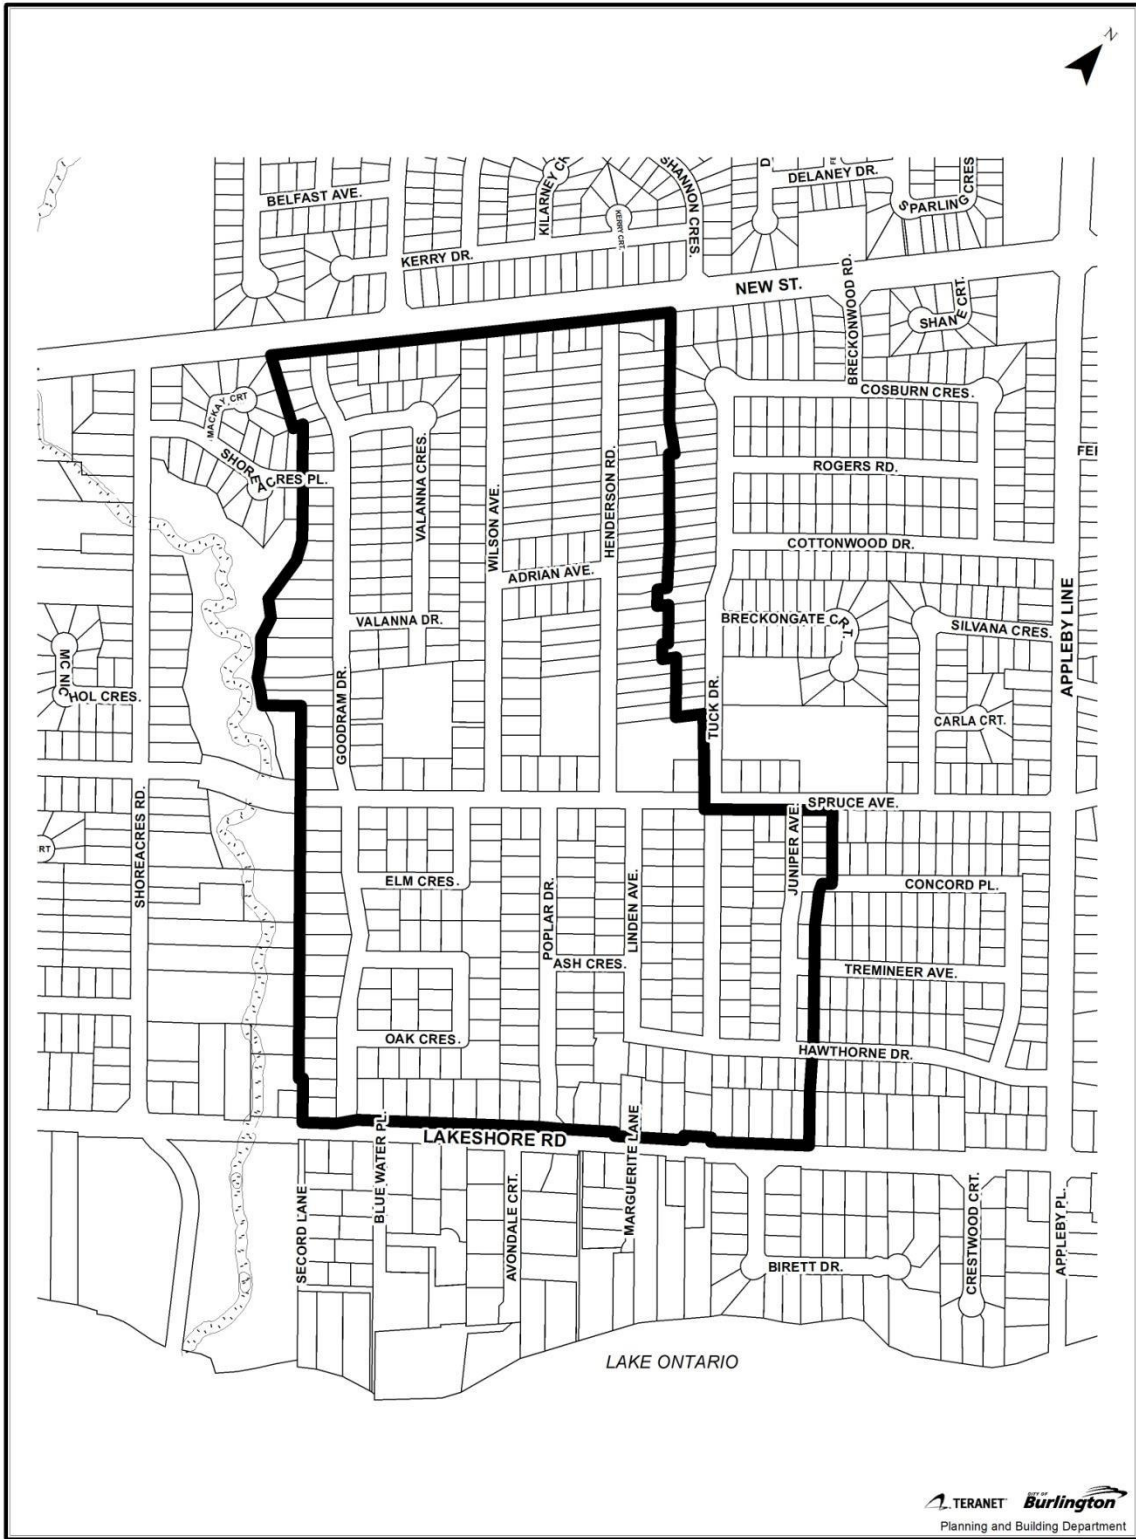 N
BELFAST AVE.
KILARNEY CR
SHANNON CRES.
KERRY CRT.
D
DELANEY DR.
SPARLING CRES
KERRY DR.
NEW ST.
BRECKONWOOD RD.
SHANE CRT.
MACKAY CRT
COSBURN CRES.
SHOREACRES PL.
VALANNA CRES.
WILSON AVE.
HENDERSON RD.
ROGERS RD.
FE
COTTONWOOD DR.
ADRIAN AVE.
VALANNA DR.
BRECKONGATE CRT.
SILVANA CRES.
APPLEBY LINE
MC NICHOL CRES.
GOODRAM DR.
TUCK DR.
CARLA CRT.
SHOREACRES RD.
SPRUCE AVE.
JUNIPER AVE.
RT
ELM CRES.
POPLAR DR.
LINDEN AVE.
CONCORD PL.
ASH CRES.
TREMINEER AVE.
OAK CRES.
HAWTHORNE DR.
LAKESHORE RD
SECORD LANE
BLUE WATER PL.
AVONDALE CRT.
MARGUERITE LANE
BIRETT DR.
CRESTWOOD CRT.
APPLEBY PL.
LAKE ONTARIO
TERANET
CITY OF
Burlington
Planning and Building Department